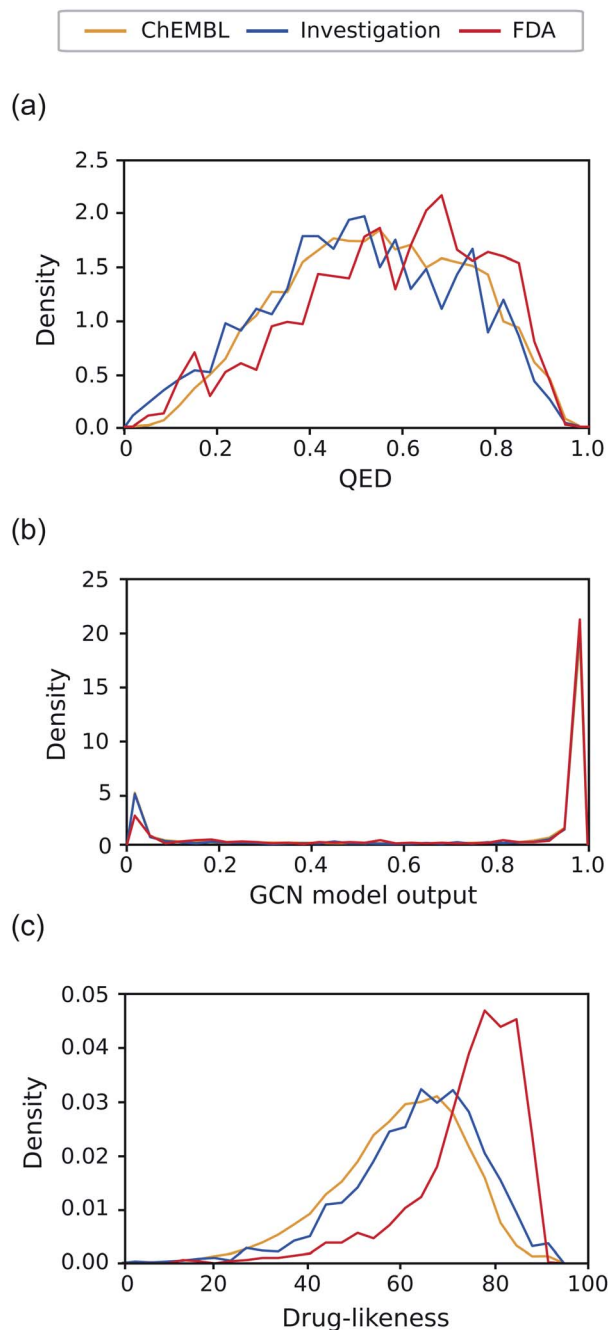 ChEMBL Investigation FDA
(a)
2.5
2.0
1.5
1.0
0.5
0.0
Density
0 0.2 0.4 0.6 0.8 1.0
QED
(b)
25
20
15
10
5
0
Density
0 0.2 0.4 0.6 0.8 1.0
GCN model output
(c)
0.05
0.04
0.03
0.02
0.01
0.00
Density
0 20 40 60 80 100
Drug-likeness